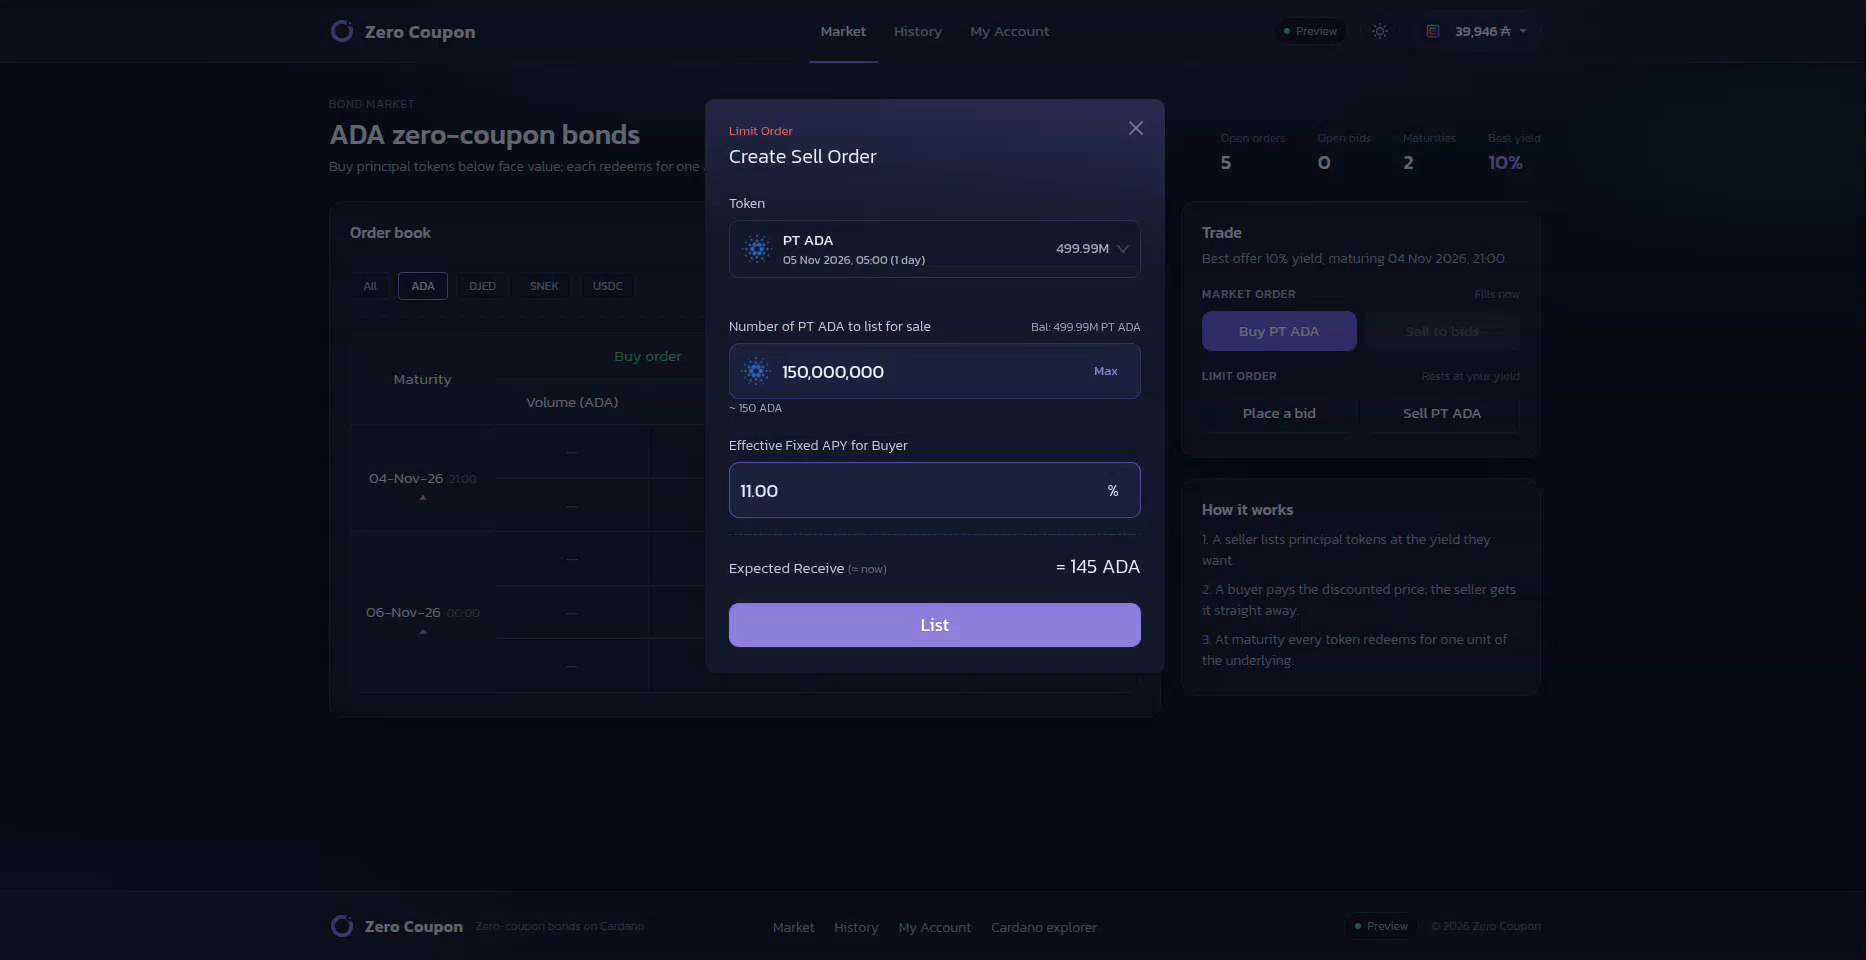 Zero Coupon
Market
History
My Account
Preview
39,946 ₳
BOND MARKET
ADA zero-coupon bonds
Buy principal tokens below face value; each redeems for one
Open orders
5
Open bids
0
Maturities
2
Best yield
10%
Order book
All
ADA
DJED
SNEK
USDC
Maturity
Buy order
Volume (ADA)
04-Nov-26 21:00
—
—
06-Nov-26 00:00
—
—
—
Limit Order
Create Sell Order
Token
PT ADA
05 Nov 2026, 05:00 (1 day)
499.99M
Number of PT ADA to list for sale
Bal: 499.99M PT ADA
150,000,000
Max
~ 150 ADA
Effective Fixed APY for Buyer
11.00
%
Expected Receive (≈ now)
= 145 ADA
List
Trade
Best offer 10% yield, maturing 04 Nov 2026, 21:00.
MARKET ORDER
Fills now
Buy PT ADA
Sell to bids
LIMIT ORDER
Rests at your yield
Place a bid
Sell PT ADA
How it works
1. A seller lists principal tokens at the yield they
want.
2. A buyer pays the discounted price; the seller gets
it straight away.
3. At maturity every token redeems for one unit of
the underlying.
Zero Coupon
Zero-coupon bonds on Cardano
Market
History
My Account
Cardano explorer
Preview
© 2026 Zero Coupon